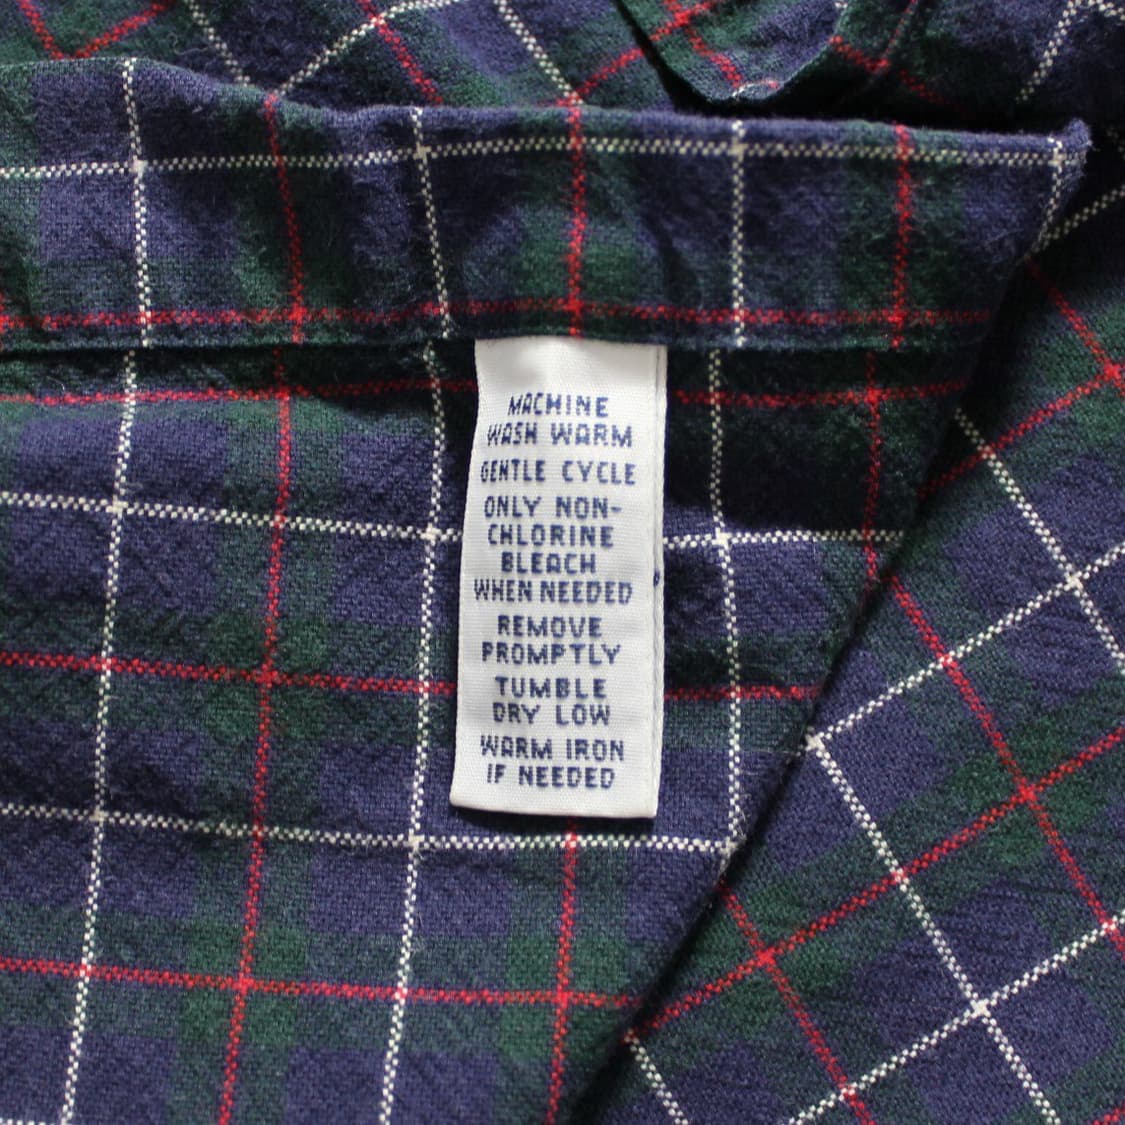 MACHINE
WASH WARM
GENTLE CYCLE
ONLY NON-
CHLORINE
BLEACH
WHEN NEEDED
REMOVE
PROMPTLY
TUMBLE
DRY LOW
WARM IRON
IF NEEDED